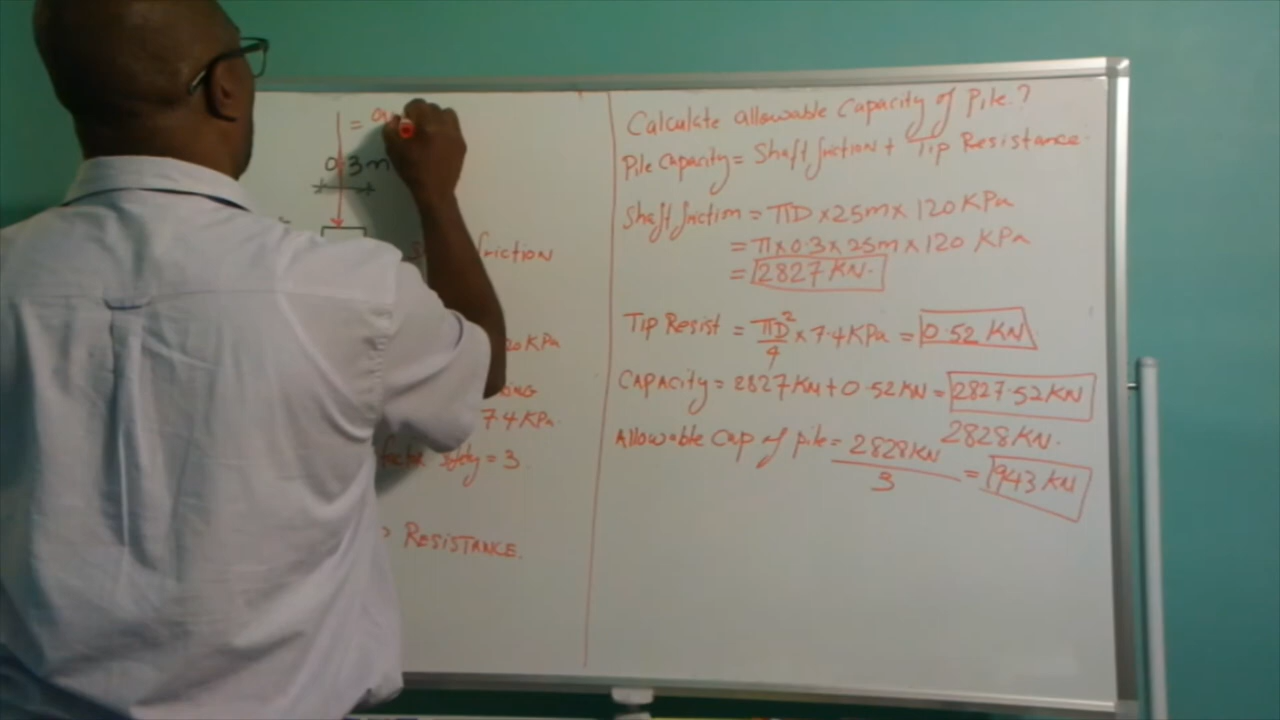 = 9
0.3m
friction
20 KPa
7.4 KPa
factor safety = 3
RESISTANCE.
Calculate allowable Capacity of Pile.?
Pile Capacity = Shaft friction + Tip Resistance.
Shaft friction = πD x 25m x 120 KPa
= π x 0.3 x 25m x 120 KPa
= 2827 KN.
Tip Resist = πD²/4 x 7.4 KPa = 0.52 KN
CAPACITY = 2827 KN + 0.52 KN = 2827.52 KN
2828 KN.
Allowable Cap of pile = 2828 KN/3 = 943 KN